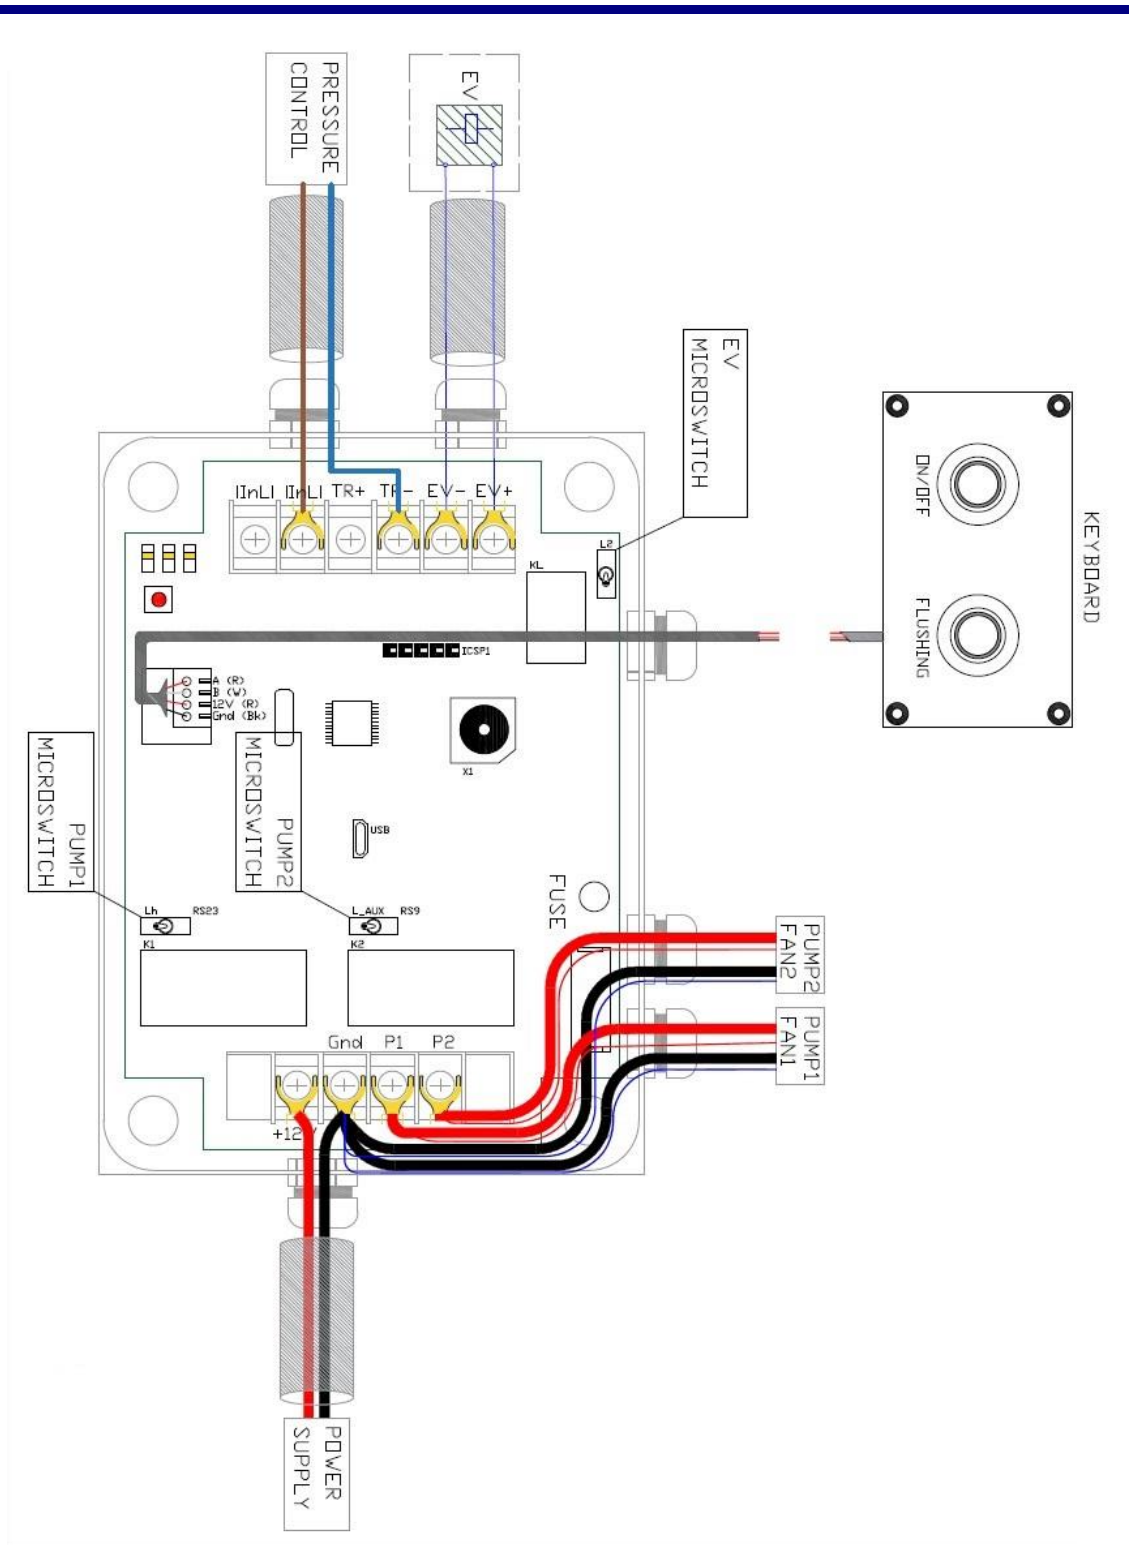 PRESSURE
CONTROL
EV
EV
MICROSWITCH
KEYBOARD
ON/OFF
FLUSHING
|InL| |InL| TR+ TR- EV- EV+
L2
KL
ICSP1
A (R)
B (W)
12V (R)
Gnd (Bk)
X1
USB
PUMP1
MICROSWITCH
PUMP2
MICROSWITCH
FUSE
Lh RS23
L_AUX RS9
K1
K2
PUMP2
FAN2
PUMP1
FAN1
Gnd P1 P2
+12V
POWER
SUPPLY